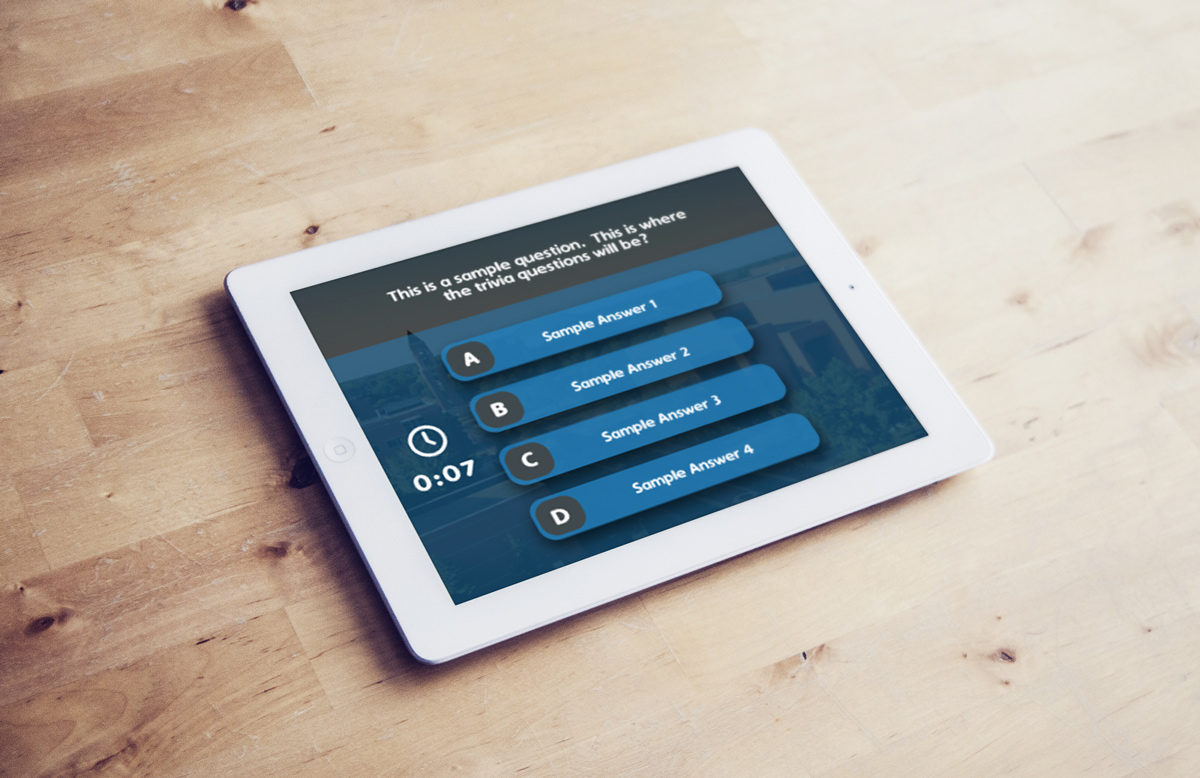 This is a sample question.  This is where
the trivia questions will be?
A Sample Answer 1
B Sample Answer 2
C Sample Answer 3
D Sample Answer 4
0:07